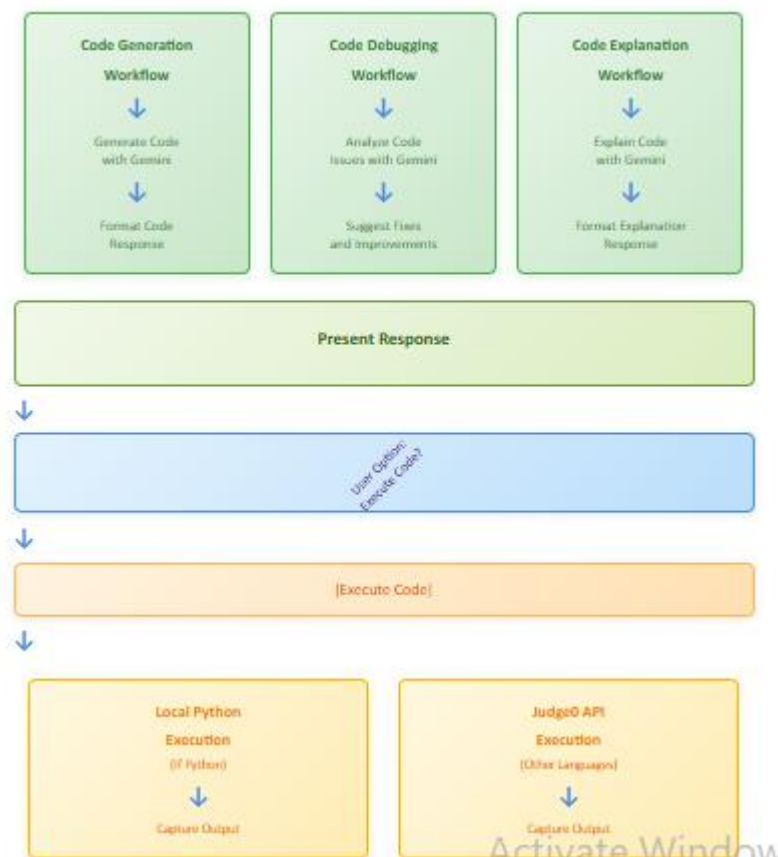 Code Generation
Workflow
Generate Code
with Gemini
Format Code
Response
Code Debugging
Workflow
Analyze Code
Issues with Gemini
Suggest Fixes
and Improvements
Code Explanation
Workflow
Explain Code
with Gemini
Format Explanation
Response
Present Response
User Option:
Execute Code?
|Execute Code|
Local Python
Execution
(If Python)
Capture Output
Judge0 API
Execution
(Other Languages)
Capture Output
Activate Window